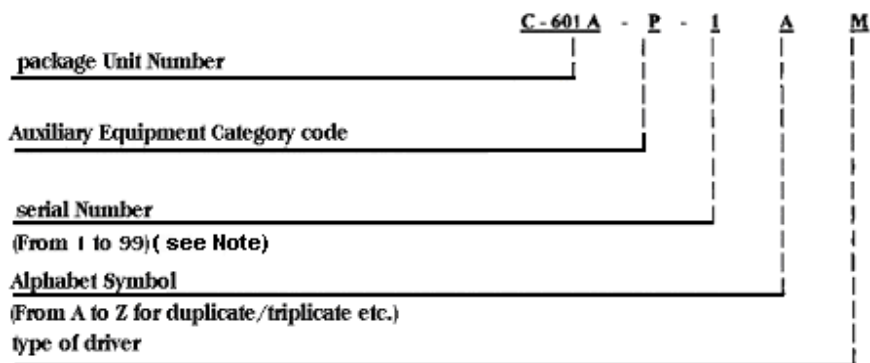 C - 601 A - P - 1 A M
package Unit Number
Auxiliary Equipment Category code
serial Number
(From 1 to 99)( see Note)
Alphabet Symbol
(From A to Z for duplicate/triplicate etc.)
type of driver